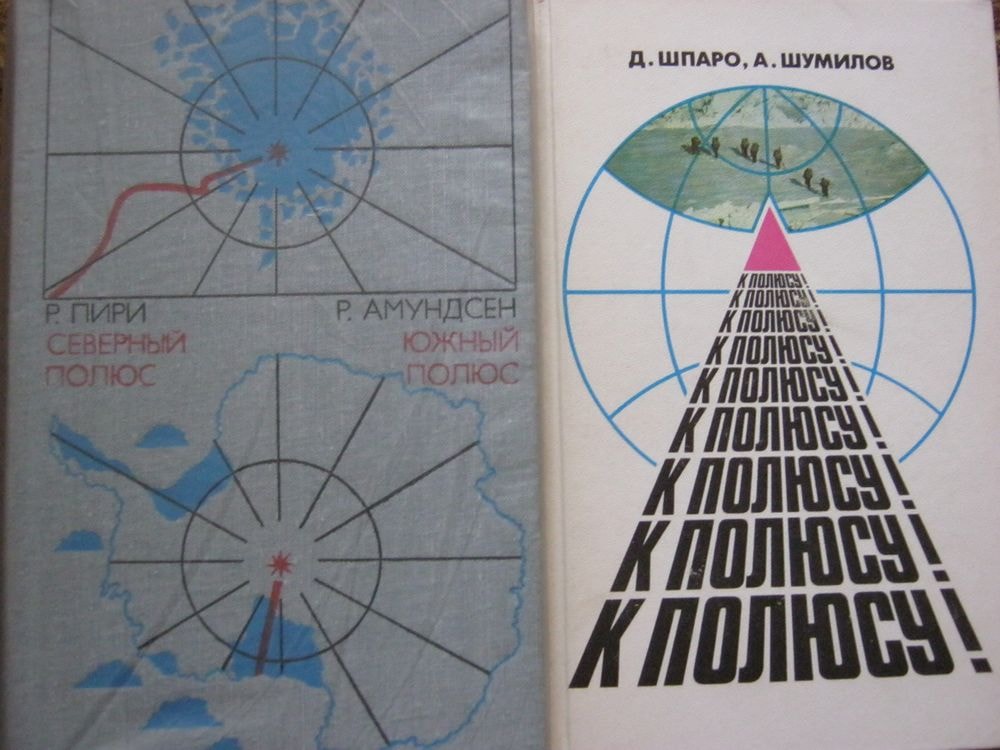 Р. ПИРИ
СЕВЕРНЫЙ
ПОЛЮС
Р. АМУНДСЕН
ЮЖНЫЙ
ПОЛЮС
Д. ШПАРО, А. ШУМИЛОВ
К ПОЛЮСУ!
К ПОЛЮСУ!
К ПОЛЮСУ!
К ПОЛЮСУ!
К ПОЛЮСУ!
К ПОЛЮСУ!
К ПОЛЮСУ!
К ПОЛЮСУ!
К ПОЛЮСУ!